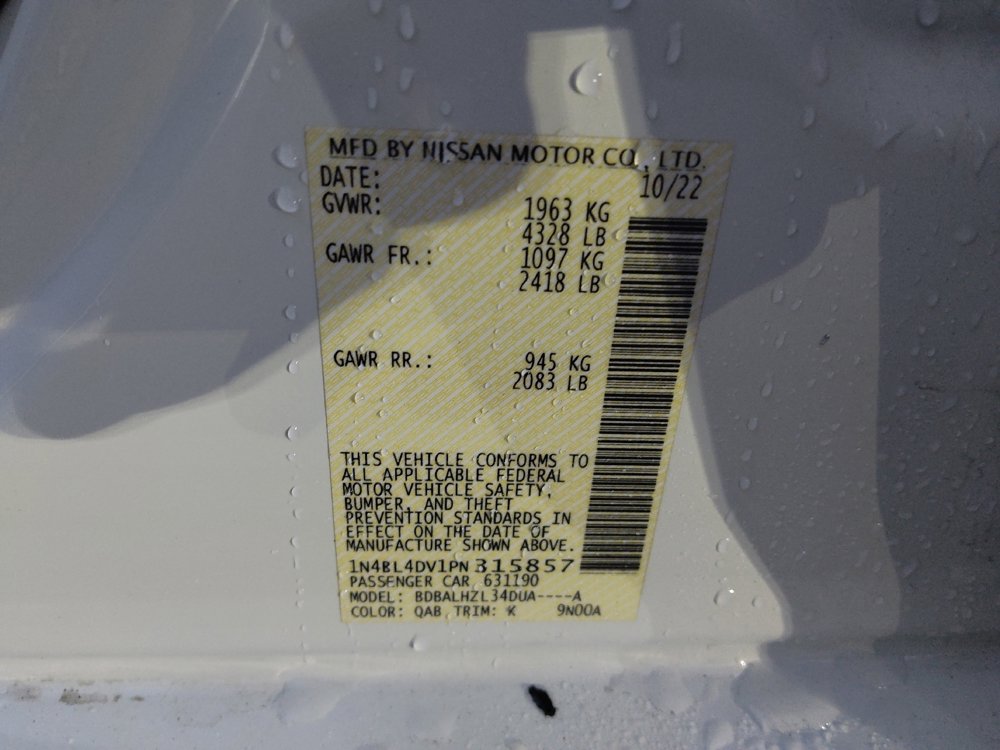 MFD BY NISSAN MOTOR CO., LTD.
DATE: 10/22
GVWR: 1963 KG
4328 LB
GAWR FR.: 1097 KG
2418 LB
GAWR RR.: 945 KG
2083 LB
THIS VEHICLE CONFORMS TO
ALL APPLICABLE FEDERAL
MOTOR VEHICLE SAFETY,
BUMPER, AND THEFT
PREVENTION STANDARDS IN
EFFECT ON THE DATE OF
MANUFACTURE SHOWN ABOVE.
1N4BL4DV1PN315857
PASSENGER CAR 631190
MODEL: BDBALHZL34DUA----A
COLOR: QAB TRIM: K 9N00A